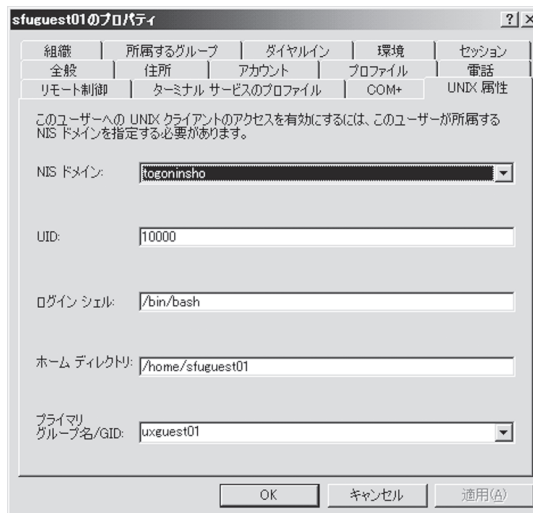 sfuguest01のプロパティ
組織 所属するグループ ダイヤルイン 環境 セッション
全般 住所 アカウント プロファイル 電話
リモート制御 ターミナル サービスのプロファイル COM+ UNIX 属性
このユーザーへの UNIX クライアントのアクセスを有効にするには、このユーザーが所属する
NIS ドメインを指定する必要があります。
NIS ドメイン: togoninsho
UID: 10000
ログイン シェル: /bin/bash
ホーム ディレクトリ: /home/sfuguest01
プライマリ
グループ名/GID: uxguest01
OK キャンセル 適用(A)